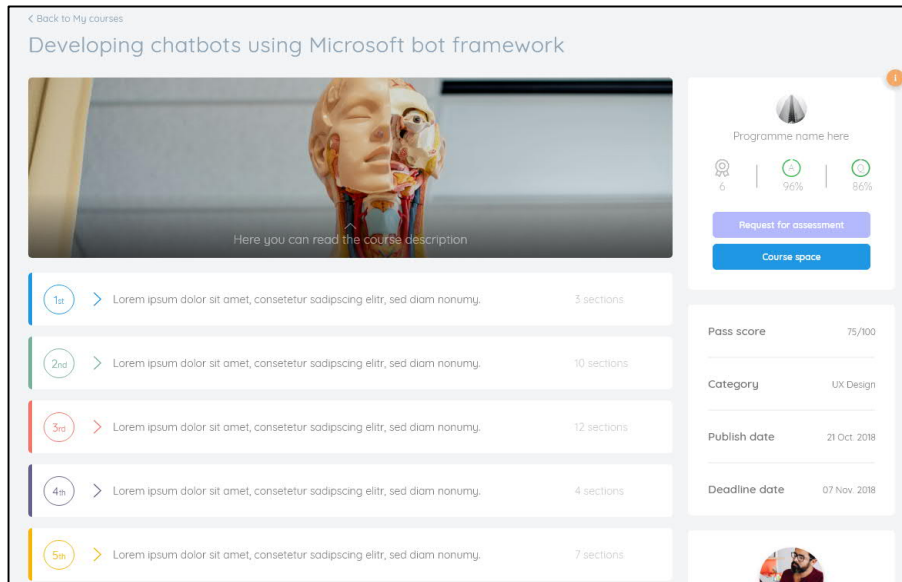 Back to My courses
Developing chatbots using Microsoft bot framework
Here you can read the course description
1st Lorem ipsum dolor sit amet, consetetur sadipscing elitr, sed diam nonumy. 3 sections
2nd Lorem ipsum dolor sit amet, consetetur sadipscing elitr, sed diam nonumy. 10 sections
3rd Lorem ipsum dolor sit amet, consetetur sadipscing elitr, sed diam nonumy. 12 sections
4th Lorem ipsum dolor sit amet, consetetur sadipscing elitr, sed diam nonumy. 4 sections
5th Lorem ipsum dolor sit amet, consetetur sadipscing elitr, sed diam nonumy. 7 sections
i
Programme name here
A Q
6 96% 86%
Request for assessment
Course space
Pass score 75/100
Category UX Design
Publish date 21 Oct. 2018
Deadline date 07 Nov. 2018